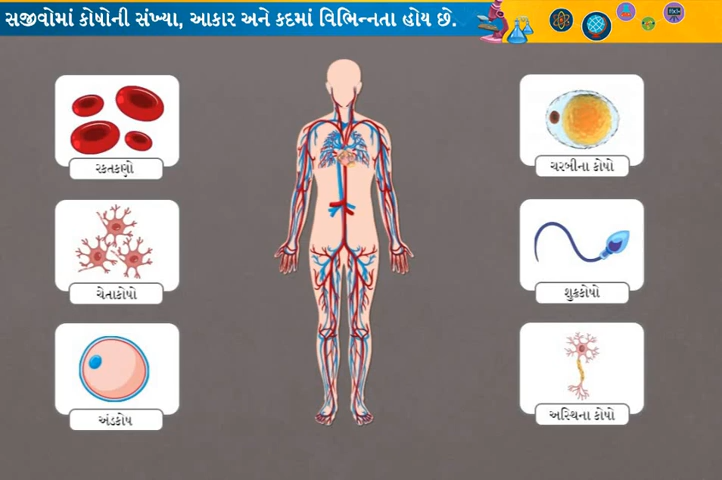 સજીવોમાં કોષોની સંખ્યા, આકાર અને કદમાં વિભિન્નતા હોય છે.
રક્તકણો
ચેતાકોષો
અંડકોષ
ચરબીના કોષો
શુક્રકોષો
અસ્થિના કોષો